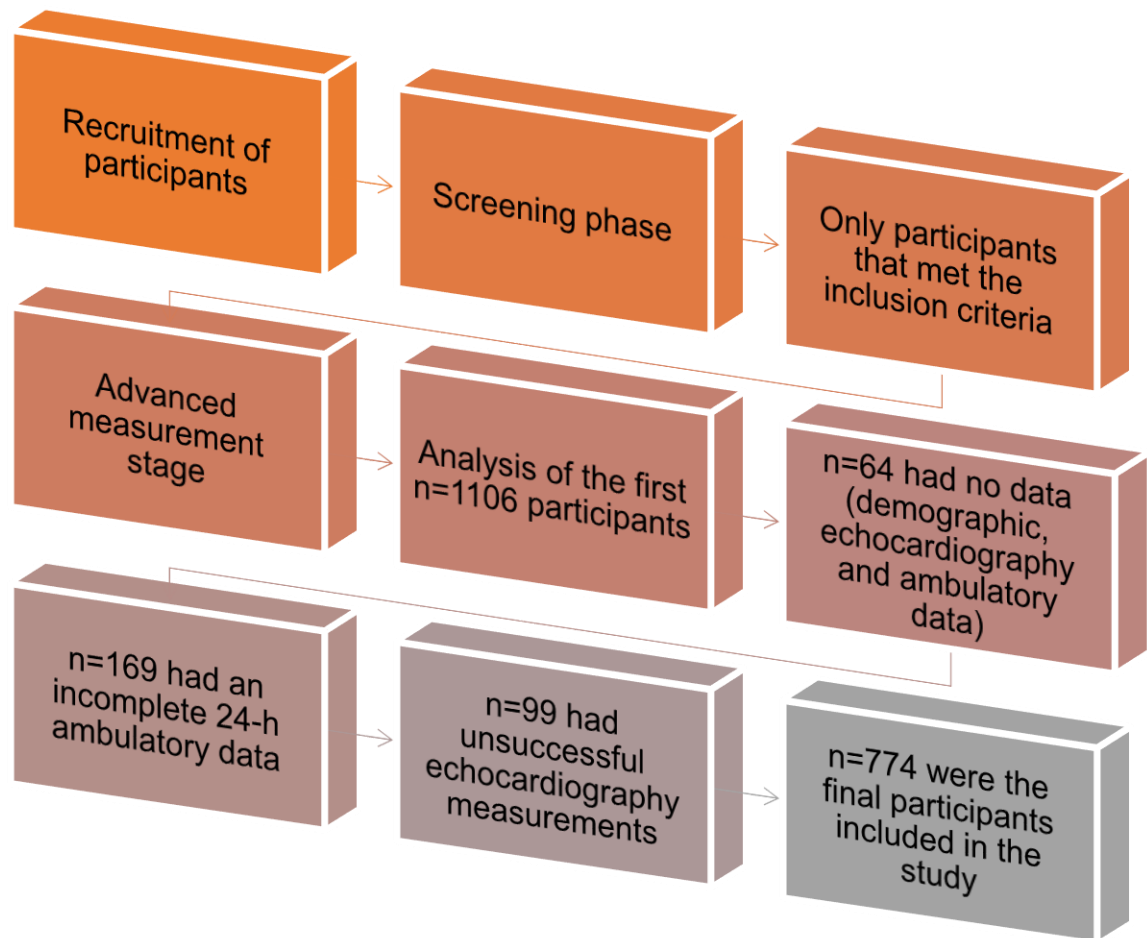 Recruitment of
participants
Screening phase
Only participants
that met the
inclusion criteria
Advanced
measurement
stage
Analysis of the first
n=1106 participants
n=64 had no data
(demographic,
echocardiography
and ambulatory
data)
n=169 had an
incomplete 24-h
ambulatory data
n=99 had
unsuccessful
echocardiography
measurements
n=774 were the
final participants
included in the
study